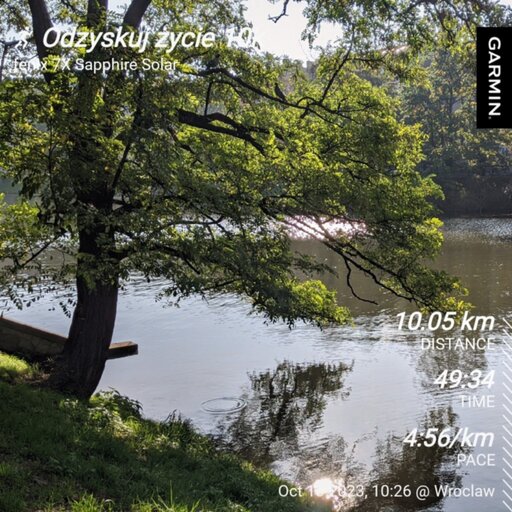 Odzyskuj życie 10
fenix 7X Sapphire Solar
GARMIN
10.05 km
DISTANCE
49:34
TIME
4:56/km
PACE
2023, 10:26 @ Wroclaw